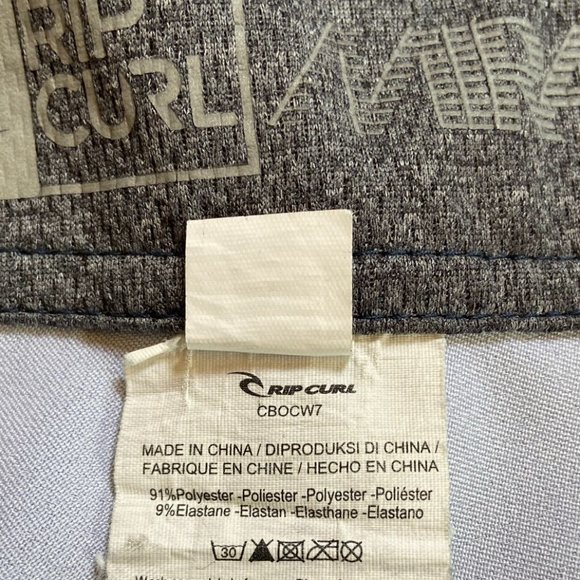 RIP
CURL
RIP CURL
CBOCW7
MADE IN CHINA / DIPRODUKSI DI CHINA /
FABRIQUE EN CHINE / HECHO EN CHINA
91%Polyester -Poliester -Polyester -Poliéster
9%Elastane -Elastan -Elasthane -Elastano
30